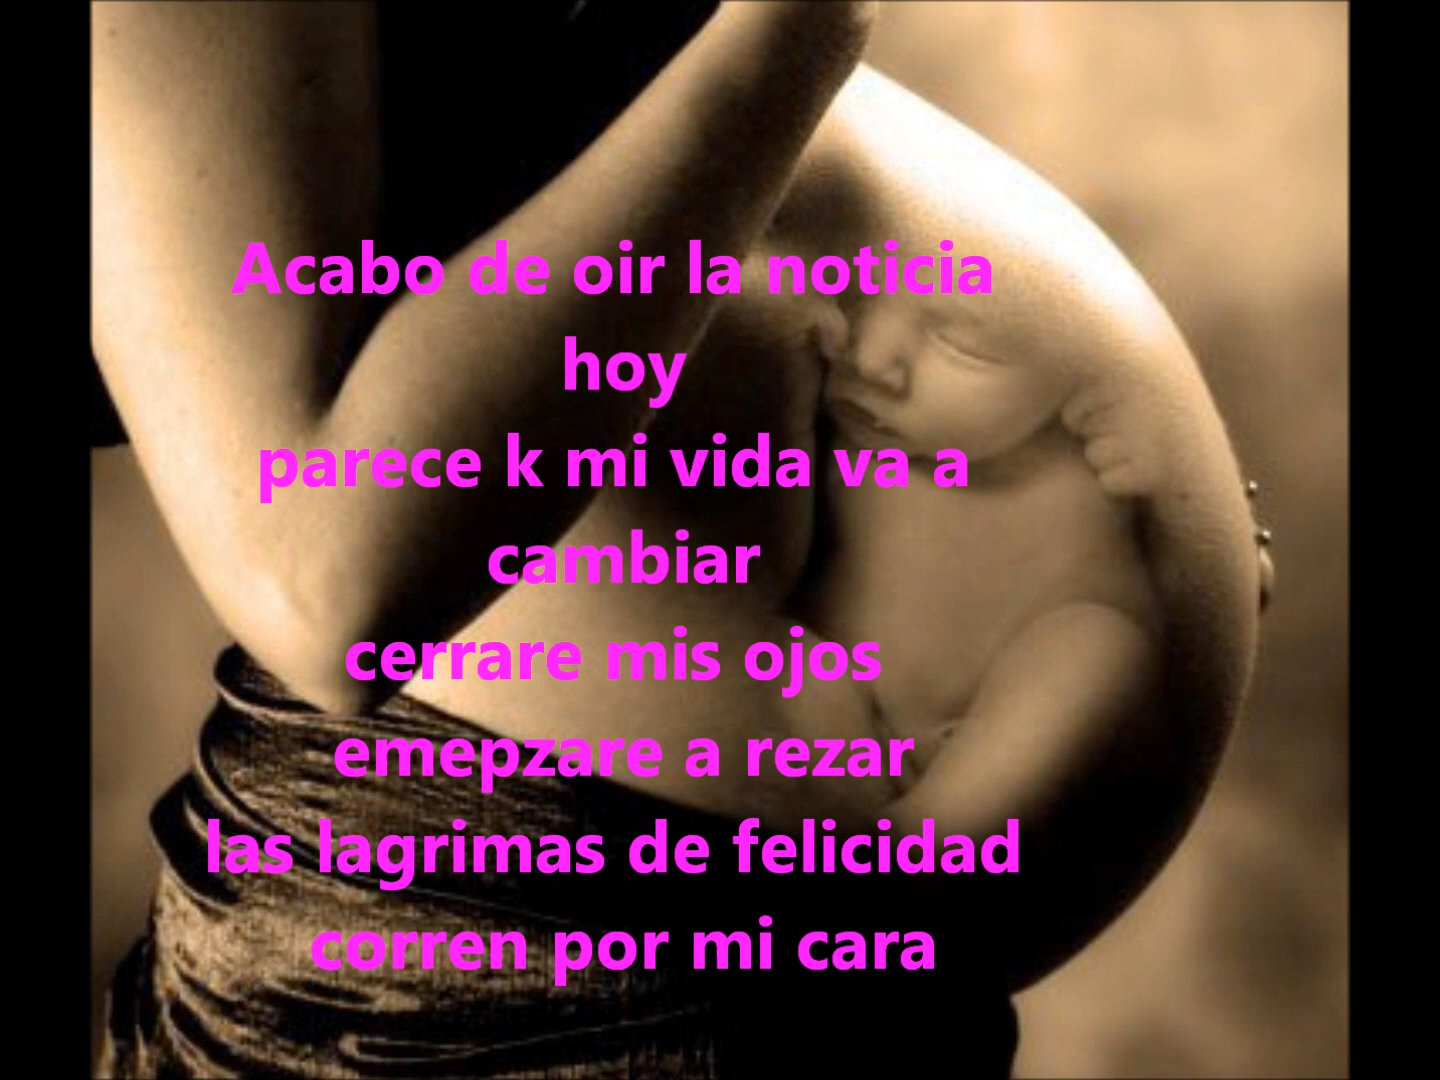 Acabo de oir la noticia
hoy
parece k mi vida va a
cambiar
cerrare mis ojos
emepzare a rezar
las lagrimas de felicidad
corren por mi cara